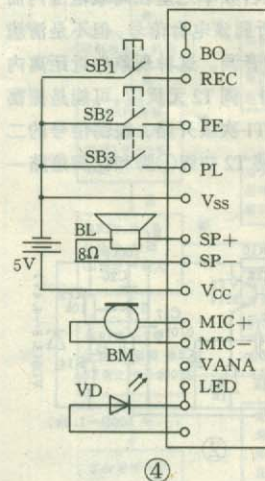 BO
SB1
REC
SB2
PE
SB3
PL
VSS
BL
SP+
8Ω
SP−
5V
VCC
MIC+
BM
MIC−
VANA
VD
LED
④